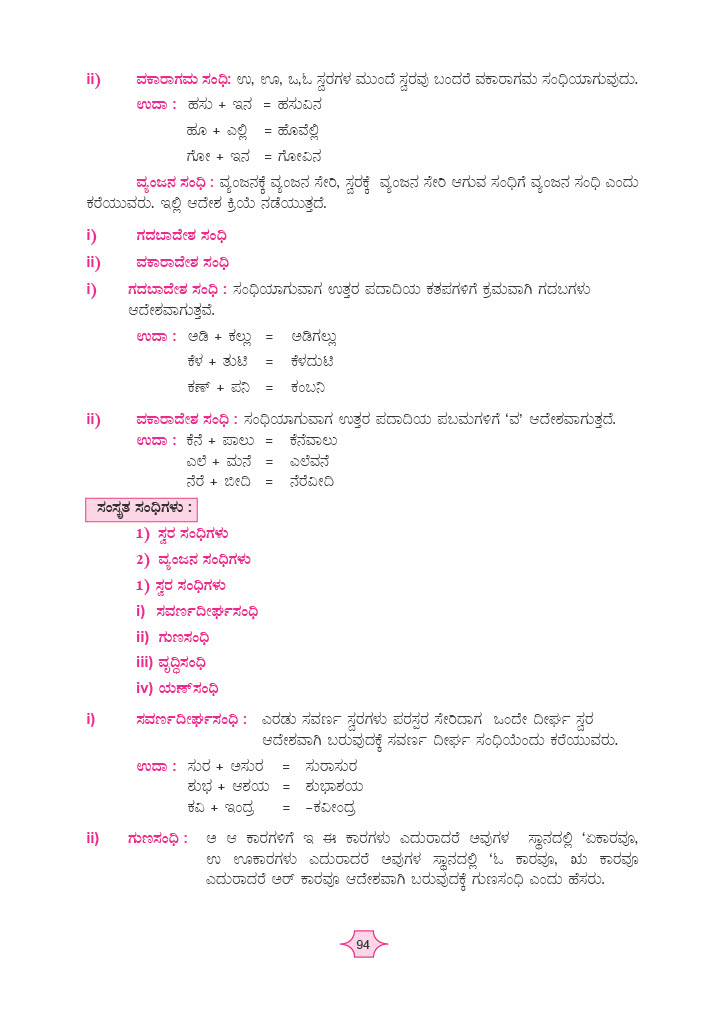 ii) ವಕಾರಾಗಮ ಸಂಧಿ: ಉ, ಊ, ಒ,ಓ ಸ್ವರಗಳ ಮುಂದೆ ಸ್ವರವು ಬಂದರೆ ವಕಾರಾಗಮ ಸಂಧಿಯಾಗುವುದು.
ಉದಾ : ಹಸು + ಇನ = ಹಸುವಿನ
ಹೂ + ಎಲ್ಲಿ = ಹೊವೆಲ್ಲಿ
ಗೋ + ಇನ = ಗೋವಿನ
ವ್ಯಂಜನ ಸಂಧಿ : ವ್ಯಂಜನಕ್ಕೆ ವ್ಯಂಜನ ಸೇರಿ, ಸ್ವರಕ್ಕೆ ವ್ಯಂಜನ ಸೇರಿ ಆಗುವ ಸಂಧಿಗೆ ವ್ಯಂಜನ ಸಂಧಿ ಎಂದು
ಕರೆಯುವರು. ಇಲ್ಲಿ ಆದೇಶ ಕ್ರಿಯೆ ನಡೆಯುತ್ತದೆ.
i) ಗದಬಾದೇಶ ಸಂಧಿ
ii) ವಕಾರಾದೇಶ ಸಂಧಿ
i) ಗದಬಾದೇಶ ಸಂಧಿ : ಸಂಧಿಯಾಗುವಾಗ ಉತ್ತರ ಪದಾದಿಯ ಕತಪಗಳಿಗೆ ಕ್ರಮವಾಗಿ ಗದಬಗಳು
ಆದೇಶವಾಗುತ್ತವೆ.
ಉದಾ : ಅಡಿ + ಕಲ್ಲು = ಅಡಿಗಲ್ಲು
ಕೆಳ + ತುಟಿ = ಕೆಳದುಟಿ
ಕಣ್ + ಪನಿ = ಕಂಬನಿ
ii) ವಕಾರಾದೇಶ ಸಂಧಿ : ಸಂಧಿಯಾಗುವಾಗ ಉತ್ತರ ಪದಾದಿಯ ಪಬಮಗಳಿಗೆ ‘ವ’ ಆದೇಶವಾಗುತ್ತದೆ.
ಉದಾ : ಕೆನೆ + ಪಾಲು = ಕೆನೆವಾಲು
ಎಲೆ + ಮನೆ = ಎಲೆವನೆ
ನೆರೆ + ಬೀದಿ = ನೆರೆವೀದಿ
ಸಂಸ್ಕೃತ ಸಂಧಿಗಳು :
1) ಸ್ವರ ಸಂಧಿಗಳು
2) ವ್ಯಂಜನ ಸಂಧಿಗಳು
1) ಸ್ವರ ಸಂಧಿಗಳು
i) ಸವರ್ಣದೀರ್ಘಸಂಧಿ
ii) ಗುಣಸಂಧಿ
iii) ವೃದ್ಧಿಸಂಧಿ
iv) ಯಣ್‌ಸಂಧಿ
i) ಸವರ್ಣದೀರ್ಘಸಂಧಿ : ಎರಡು ಸವರ್ಣ ಸ್ವರಗಳು ಪರಸ್ಪರ ಸೇರಿದಾಗ ಒಂದೇ ದೀರ್ಘ ಸ್ವರ
ಆದೇಶವಾಗಿ ಬರುವುದಕ್ಕೆ ಸವರ್ಣ ದೀರ್ಘ ಸಂಧಿಯೆಂದು ಕರೆಯುವರು.
ಉದಾ : ಸುರ + ಅಸುರ = ಸುರಾಸುರ
ಶುಭ + ಆಶಯ = ಶುಭಾಶಯ
ಕವಿ + ಇಂದ್ರ = –ಕವೀಂದ್ರ
ii) ಗುಣಸಂಧಿ : ಅ ಆ ಕಾರಗಳಿಗೆ ಇ ಈ ಕಾರಗಳು ಎದುರಾದರೆ ಅವುಗಳ ಸ್ಥಾನದಲ್ಲಿ ‘ಏಕಾರವೂ,
ಉ ಊಕಾರಗಳು ಎದುರಾದರೆ ಅವುಗಳ ಸ್ಥಾನದಲ್ಲಿ ‘ಓ ಕಾರವೂ, ಋ ಕಾರವೂ
ಎದುರಾದರೆ ಅರ್ ಕಾರವೂ ಆದೇಶವಾಗಿ ಬರುವುದಕ್ಕೆ ಗುಣಸಂಧಿ ಎಂದು ಹೆಸರು.
94